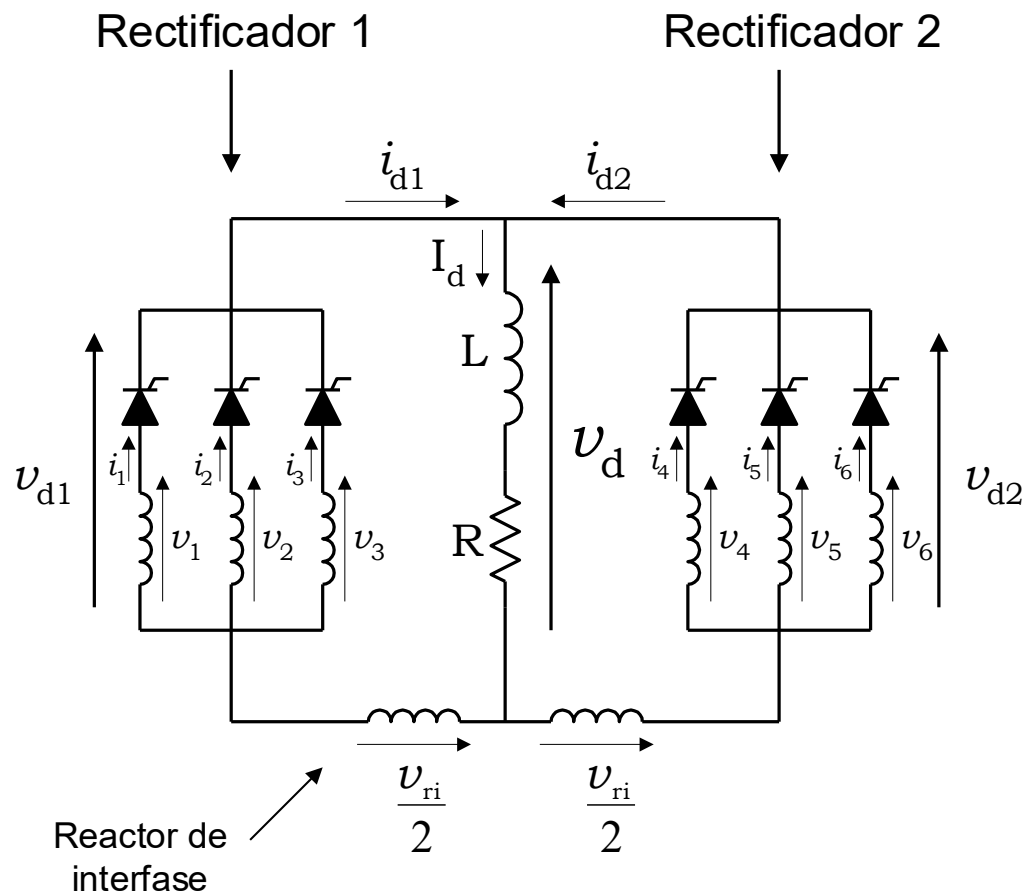 Rectificador 1
Rectificador 2
i_d1
i_d2
I_d
L
v_d
R
v_d1
i_1
i_2
i_3
v_1
v_2
v_3
i_4
i_5
i_6
v_4
v_5
v_6
v_d2
v_ri/2
v_ri/2
Reactor de
interfase